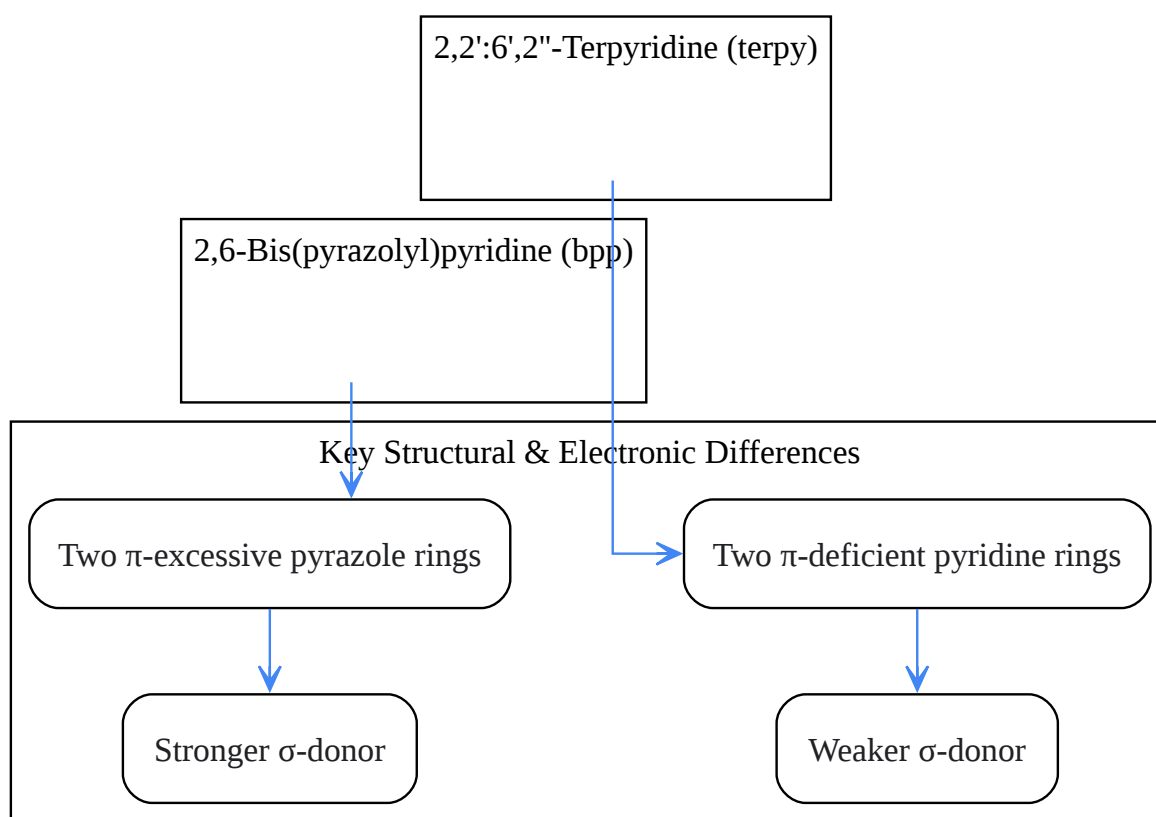 2,2':6',2"-Terpyridine (terpy)
2,6-Bis(pyrazolyl)pyridine (bpp)
Key Structural & Electronic Differences
Two π-excessive pyrazole rings
Two π-deficient pyridine rings
Stronger σ-donor
Weaker σ-donor